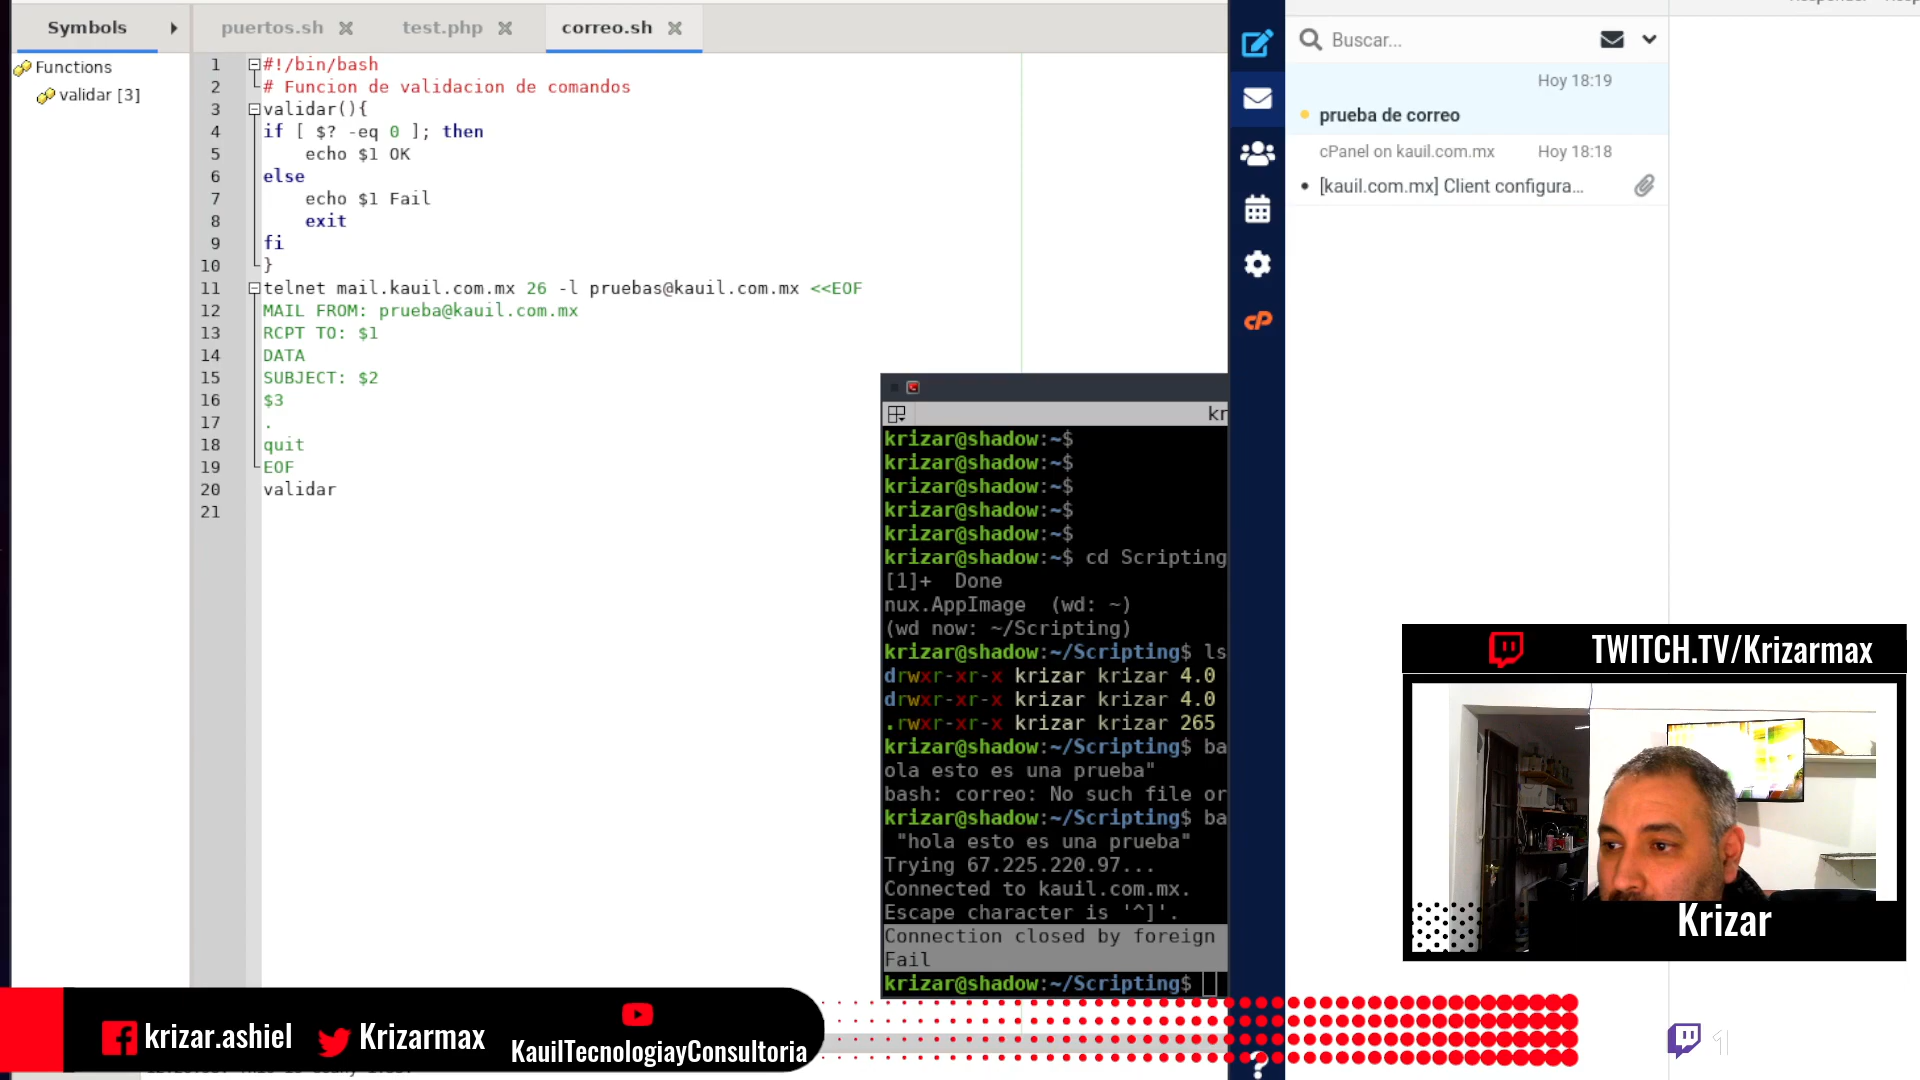 Symbols
puertos.sh
test.php
correo.sh
Functions
validar [3]
1 #!/bin/bash
2 # Funcion de validacion de comandos
3 validar(){
4 if [ $? -eq 0 ]; then
5 echo $1 OK
6 else
7 echo $1 Fail
8 exit
9 fi
10 }
11 telnet mail.kauil.com.mx 26 -l pruebas@kauil.com.mx <<EOF
12 MAIL FROM: prueba@kauil.com.mx
13 RCPT TO: $1
14 DATA
15 SUBJECT: $2
16 $3
17 .
18 quit
19 EOF
20 validar
21
kr
krizar@shadow:~$
krizar@shadow:~$
krizar@shadow:~$
krizar@shadow:~$
krizar@shadow:~$
krizar@shadow:~$ cd Scripting
[1]+ Done
nux.AppImage (wd: ~)
(wd now: ~/Scripting)
krizar@shadow:~/Scripting$ ls
drwxr-xr-x krizar krizar 4.0
drwxr-xr-x krizar krizar 4.0
.rwxr-xr-x krizar krizar 265
krizar@shadow:~/Scripting$ ba
ola esto es una prueba"
bash: correo: No such file or
krizar@shadow:~/Scripting$ ba
"hola esto es una prueba"
Trying 67.225.220.97...
Connected to kauil.com.mx.
Escape character is '^]'.
Connection closed by foreign
Fail
krizar@shadow:~/Scripting$
cP
?
Buscar...
Hoy 18:19
prueba de correo
cPanel on kauil.com.mx Hoy 18:18
[kauil.com.mx] Client configura...
TWITCH.TV/Krizarmax
Krizar
krizar.ashiel
Krizarmax
KauilTecnologiayConsultoria
1